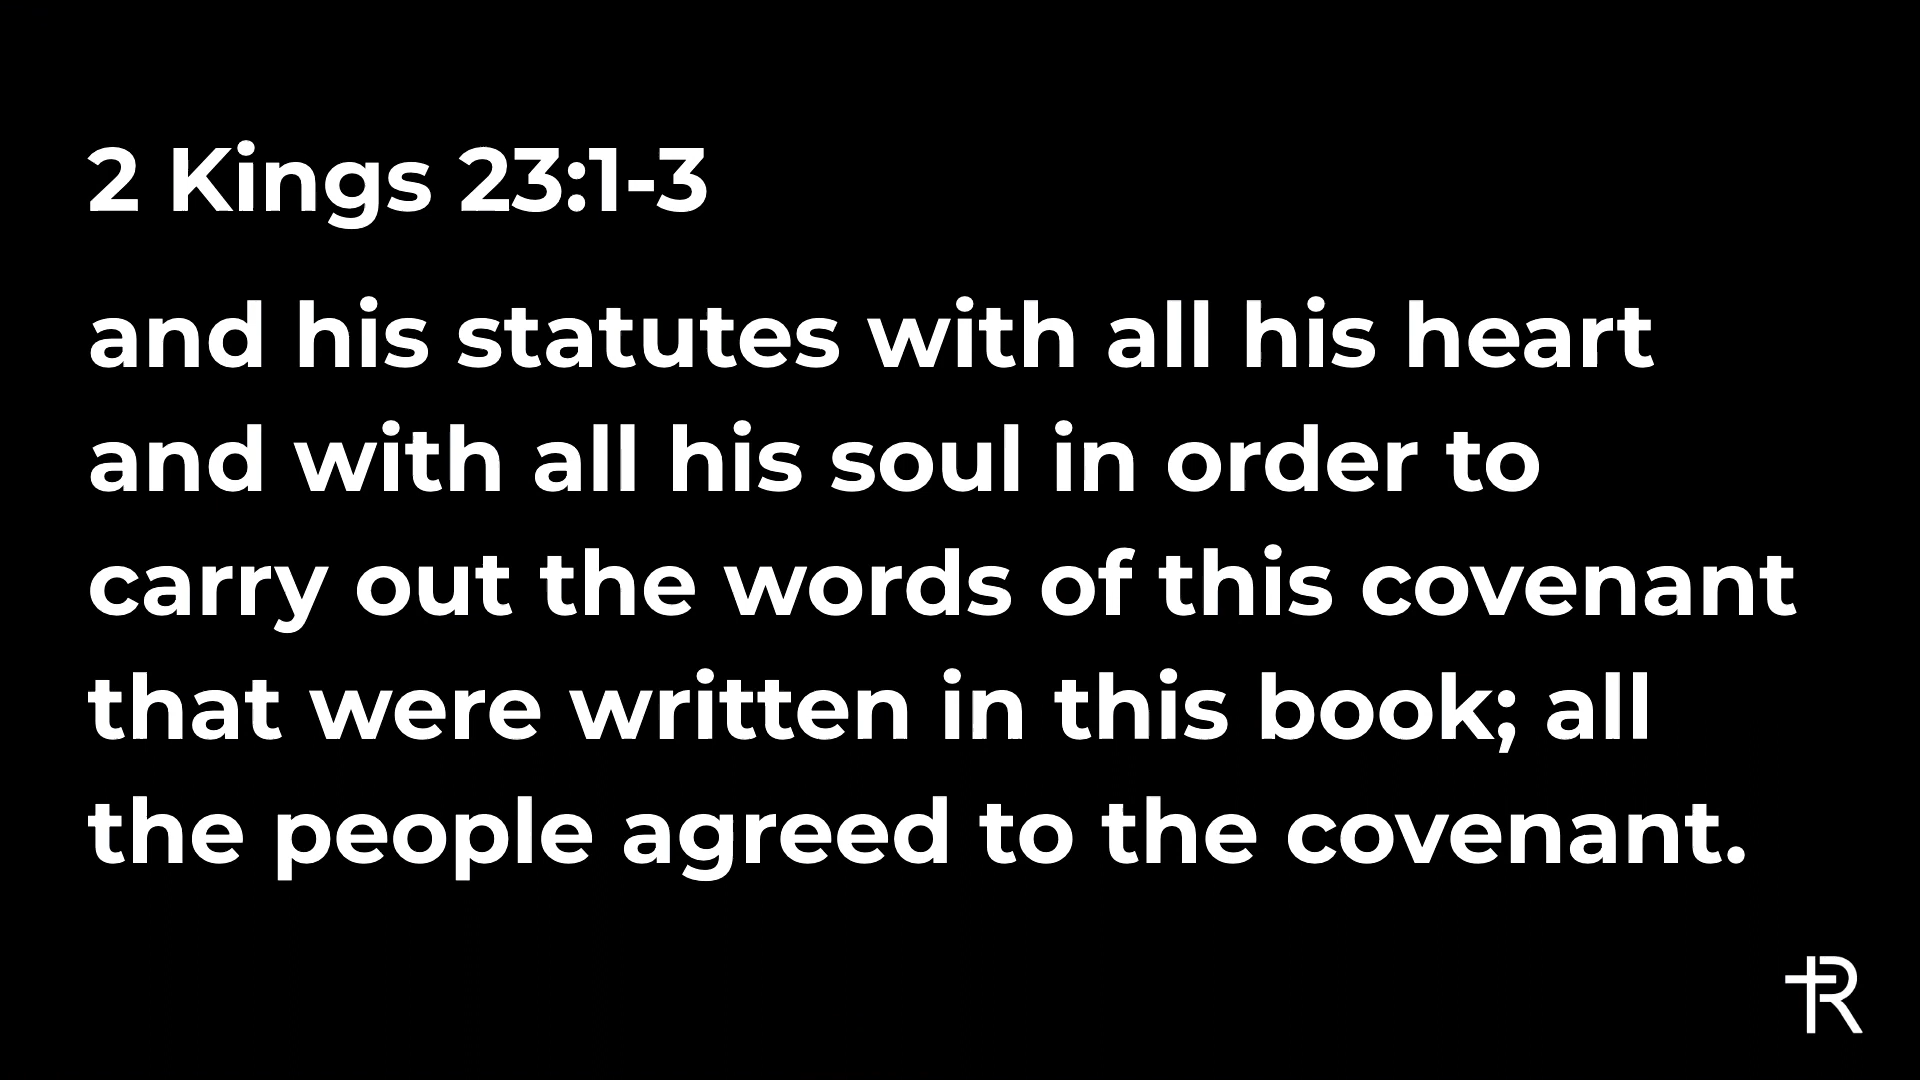 2 Kings 23:1-3
and his statutes with all his heart
and with all his soul in order to
carry out the words of this covenant
that were written in this book; all
the people agreed to the covenant.
R